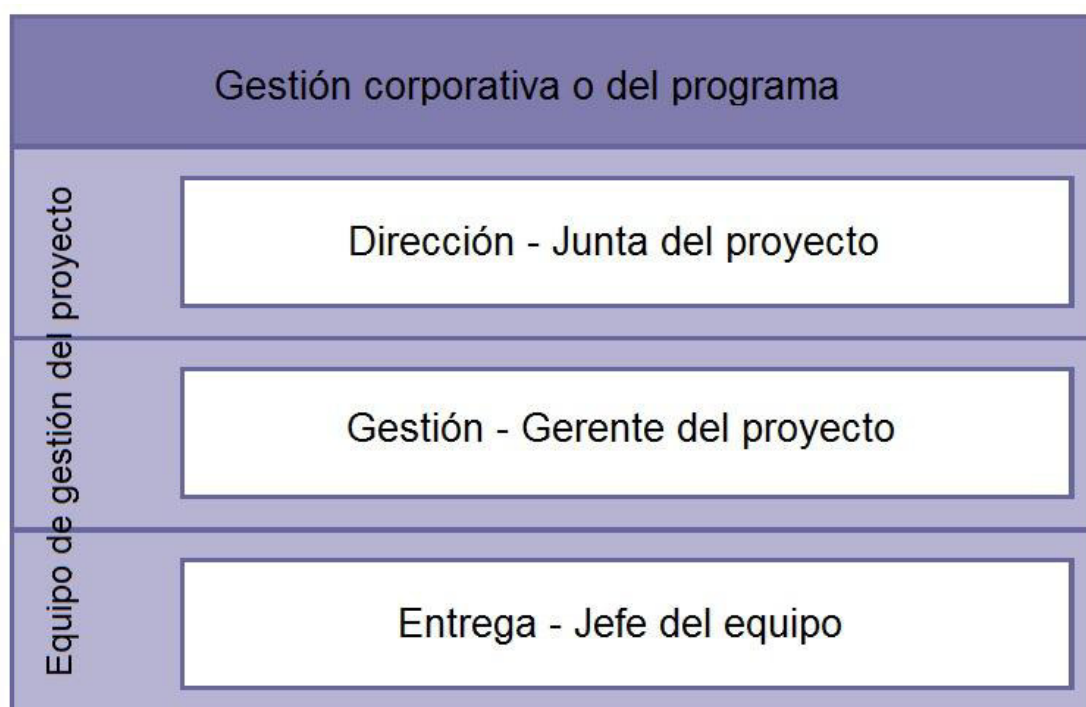 Gestión corporativa o del programa
Equipo de gestión del proyecto
Dirección - Junta del proyecto
Gestión - Gerente del proyecto
Entrega - Jefe del equipo